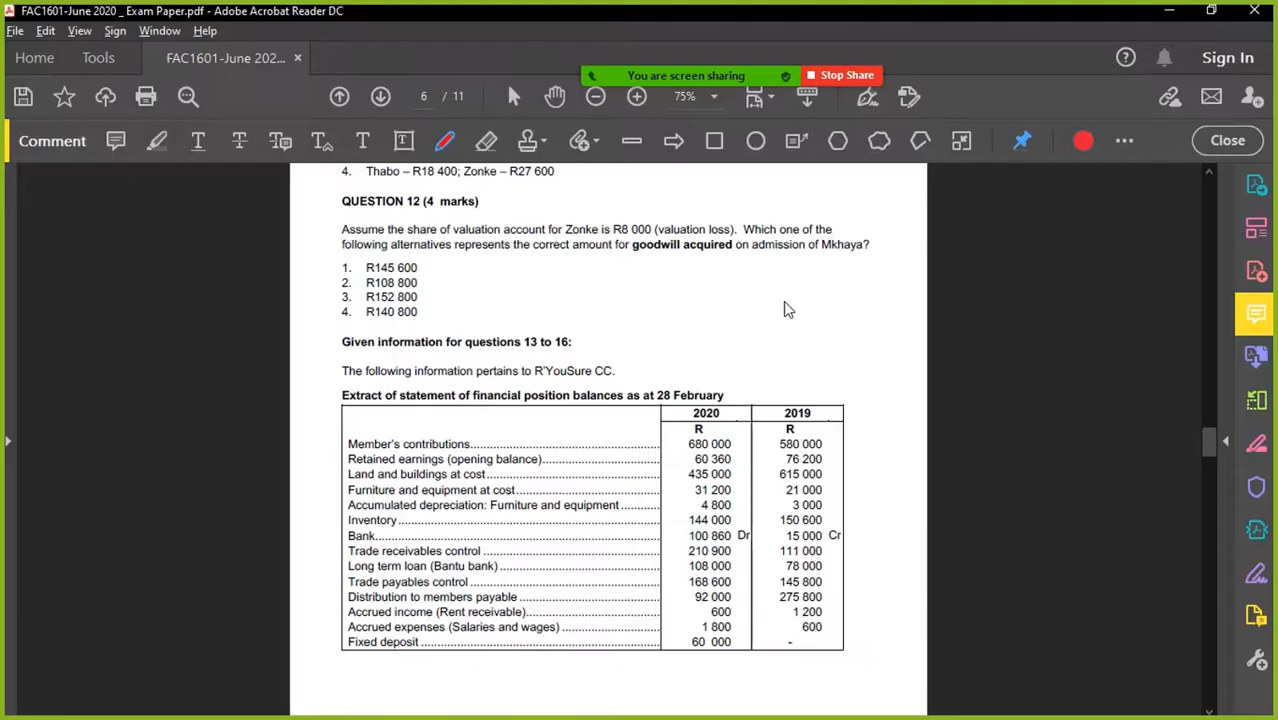 FAC1601-June 2020 _ Exam Paper.pdf - Adobe Acrobat Reader DC
File Edit View Sign Window Help
Home Tools FAC1601-June 202... × Sign In
You are screen sharing Stop Share
6 / 11 75%
Comment Close
4. Thabo – R18 400; Zonke – R27 600
QUESTION 12 (4 marks)
Assume the share of valuation account for Zonke is R8 000 (valuation loss). Which one of the
following alternatives represents the correct amount for goodwill acquired on admission of Mkhaya?
1. R145 600
2. R108 800
3. R152 800
4. R140 800
Given information for questions 13 to 16:
The following information pertains to R'YouSure CC.
Extract of statement of financial position balances as at 28 February
2020 2019
R R
Member's contributions 680 000 580 000
Retained earnings (opening balance) 60 360 76 200
Land and buildings at cost 435 000 615 000
Furniture and equipment at cost 31 200 21 000
Accumulated depreciation: Furniture and equipment 4 800 3 000
Inventory 144 000 150 600
Bank 100 860 Dr 15 000 Cr
Trade receivables control 210 900 111 000
Long term loan (Bantu bank) 108 000 78 000
Trade payables control 168 600 145 800
Distribution to members payable 92 000 275 800
Accrued income (Rent receivable) 600 1 200
Accrued expenses (Salaries and wages) 1 800 600
Fixed deposit 60 000 -